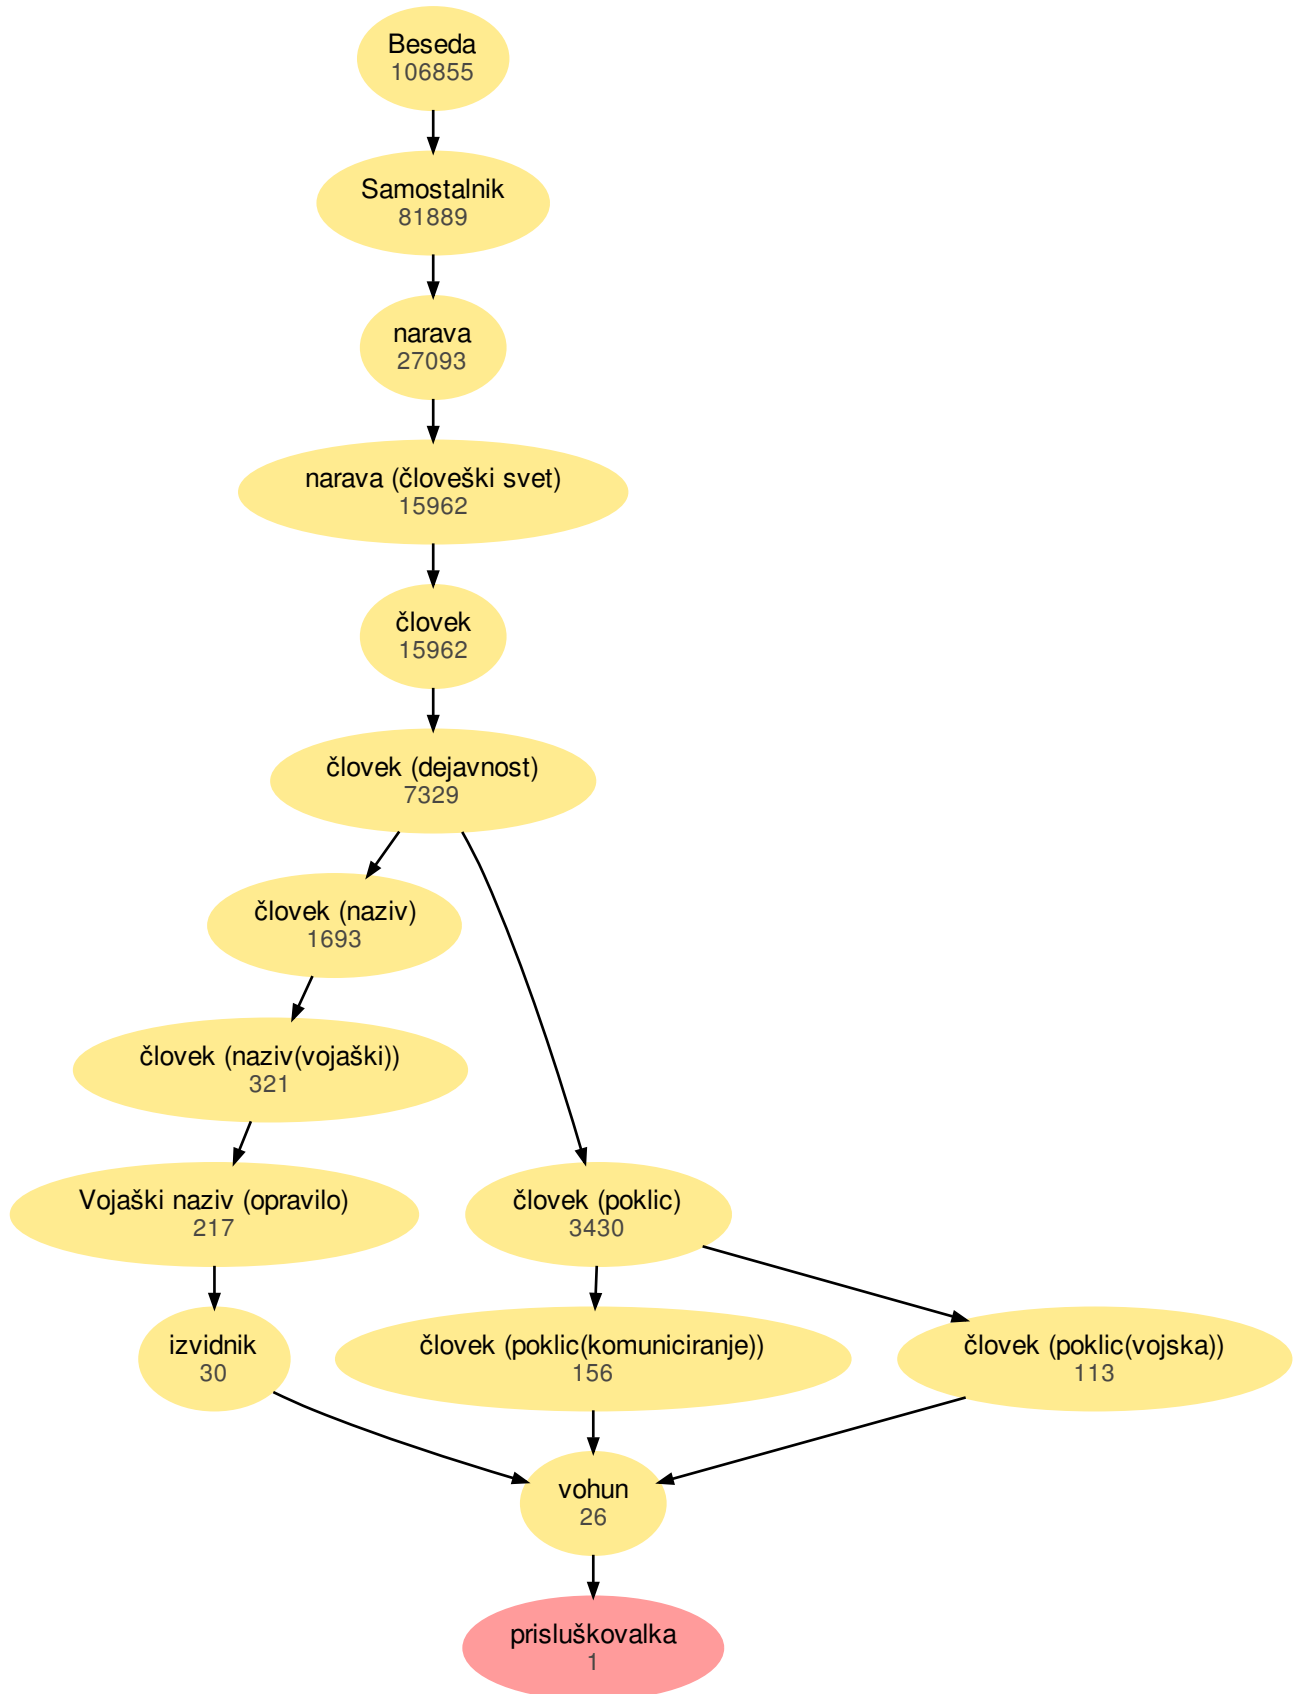 Beseda
106855
Samostalnik
81889
narava
27093
narava (človeški svet)
15962
človek
15962
človek (dejavnost)
7329
človek (naziv)
1693
človek (naziv(vojaški))
321
Vojaški naziv (opravilo)
217
človek (poklic)
3430
izvidnik
30
človek (poklic(komuniciranje))
156
človek (poklic(vojska))
113
vohun
26
prisluškovalka
1